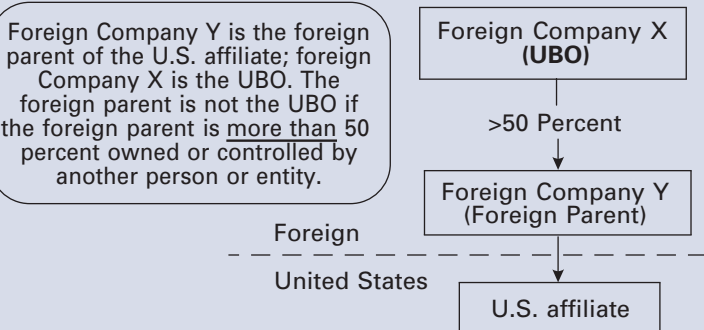 Foreign Company Y is the foreign
parent of the U.S. affiliate; foreign
Company X is the UBO. The
foreign parent is not the UBO if
the foreign parent is more than 50
percent owned or controlled by
another person or entity.
Foreign Company X
(UBO)
>50 Percent
Foreign Company Y
(Foreign Parent)
Foreign
United States
U.S. affiliate